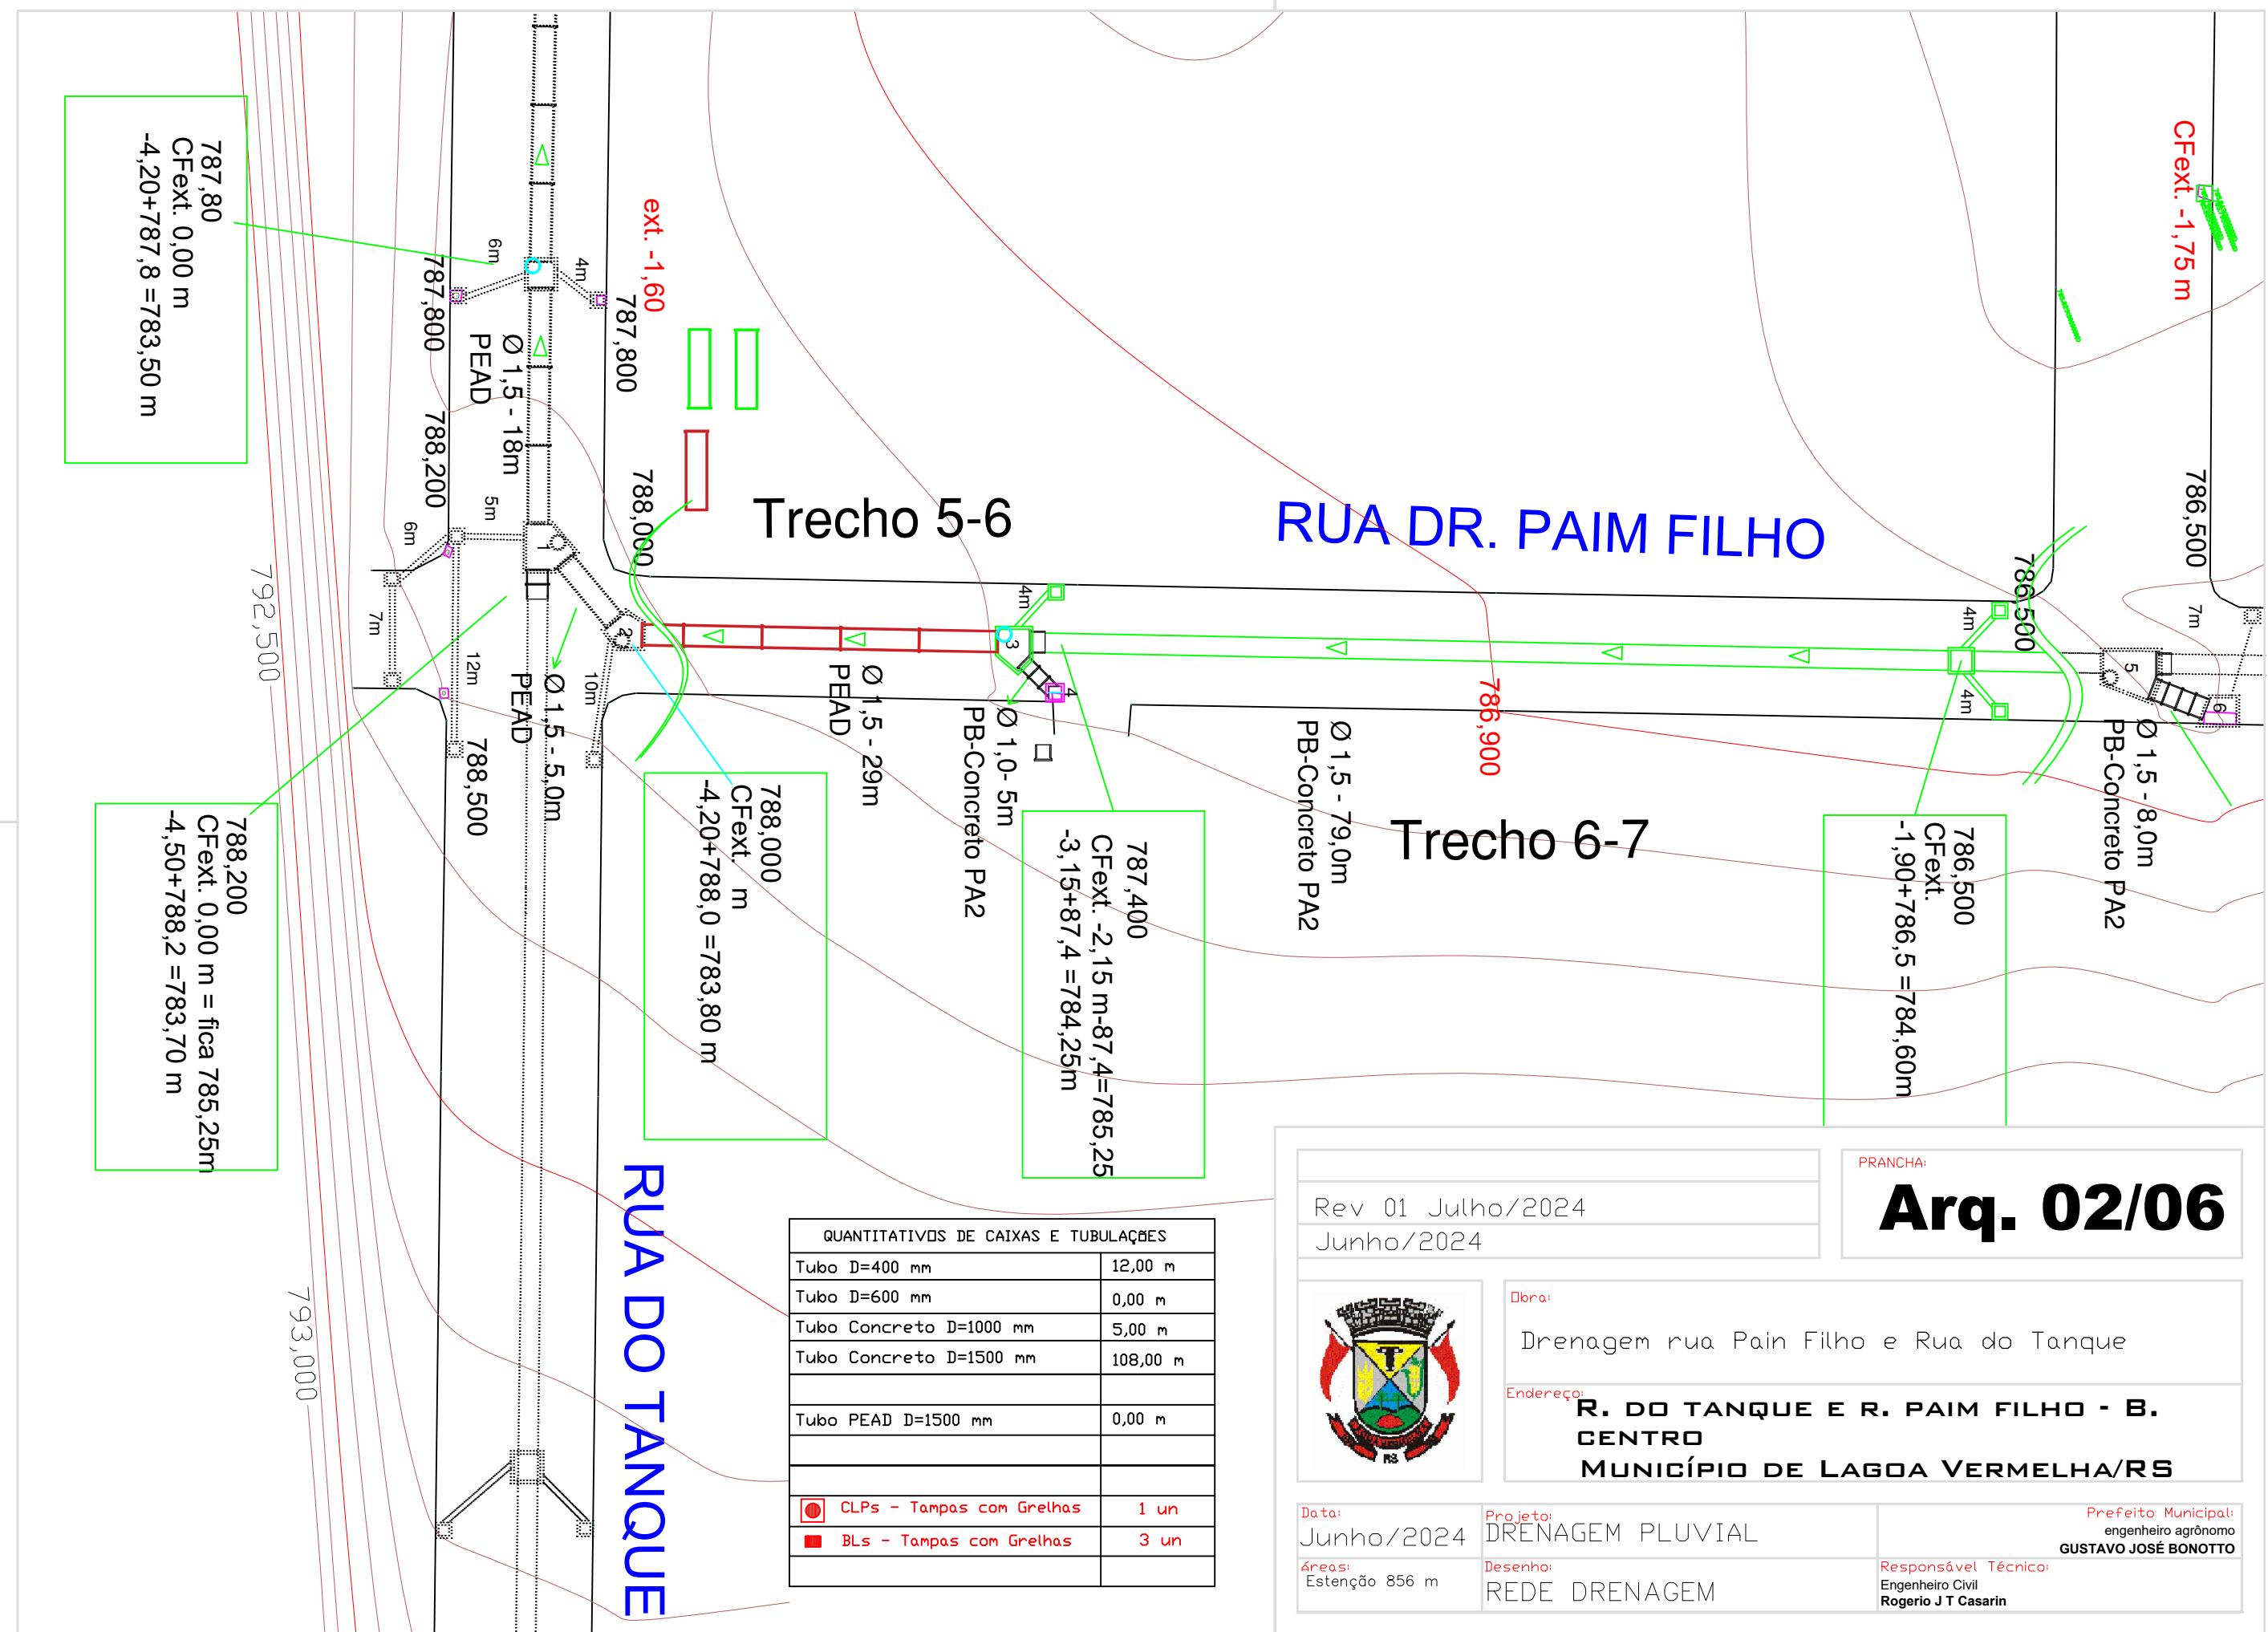 787,80
CFext. 0,00 m
-4,20+787,8 =783,50 m
6m
4m
787,800
787,800
ext. -1,60
Ø 1,5 - 18m
PEAD
788,200
788,000
5m
6m
7m
12m
10m
1
2
Ø 1,5 - 5,0m
PEAD
788,500
792,500
793,000
Trecho 5-6
RUA DR. PAIM FILHO
CFext. -1,75 m
786,500
786,500
4m
3
4
Ø 1,5 - 29m
PEAD
Ø 1,0- 5m
PB-Concreto PA2
786,900
Ø 1,5 - 79,0m
PB-Concreto PA2
Trecho 6-7
4m
4m
7m
5
6
Ø 1,5 - 8,0m
PB-Concreto PA2
788,200
CFext. 0,00 m = fica 785,25m
-4,50+788,2 =783,70 m
788,000
CFext. m
-4,20+788,0 =783,80 m
787,400
CFext. -2,15 m-87,4=785,25
-3,15+87,4 =784,25m
786,500
CFext.
-1,90+786,5 =784,60m
RUA DO TANQUE
QUANTITATIVOS DE CAIXAS E TUBULAÇÕES
Tubo D=400 mm 12,00 m
Tubo D=600 mm 0,00 m
Tubo Concreto D=1000 mm 5,00 m
Tubo Concreto D=1500 mm 108,00 m
Tubo PEAD D=1500 mm 0,00 m
CLPs - Tampas com Grelhas 1 un
BLs - Tampas com Grelhas 3 un
Rev 01 Julho/2024
Junho/2024
PRANCHA:
Arq. 02/06
Obra:
Drenagem rua Pain Filho e Rua do Tanque
Endereço:
R. DO TANQUE E R. PAIM FILHO - B.
CENTRO
MUNICÍPIO DE LAGOA VERMELHA/RS
T
RS
Data:
Junho/2024
Projeto:
DRENAGEM PLUVIAL
Prefeito Municipal:
engenheiro agrônomo
GUSTAVO JOSÉ BONOTTO
Áreas:
Estenção 856 m
Desenho:
REDE DRENAGEM
Responsável Técnico:
Engenheiro Civil
Rogerio J T Casarin